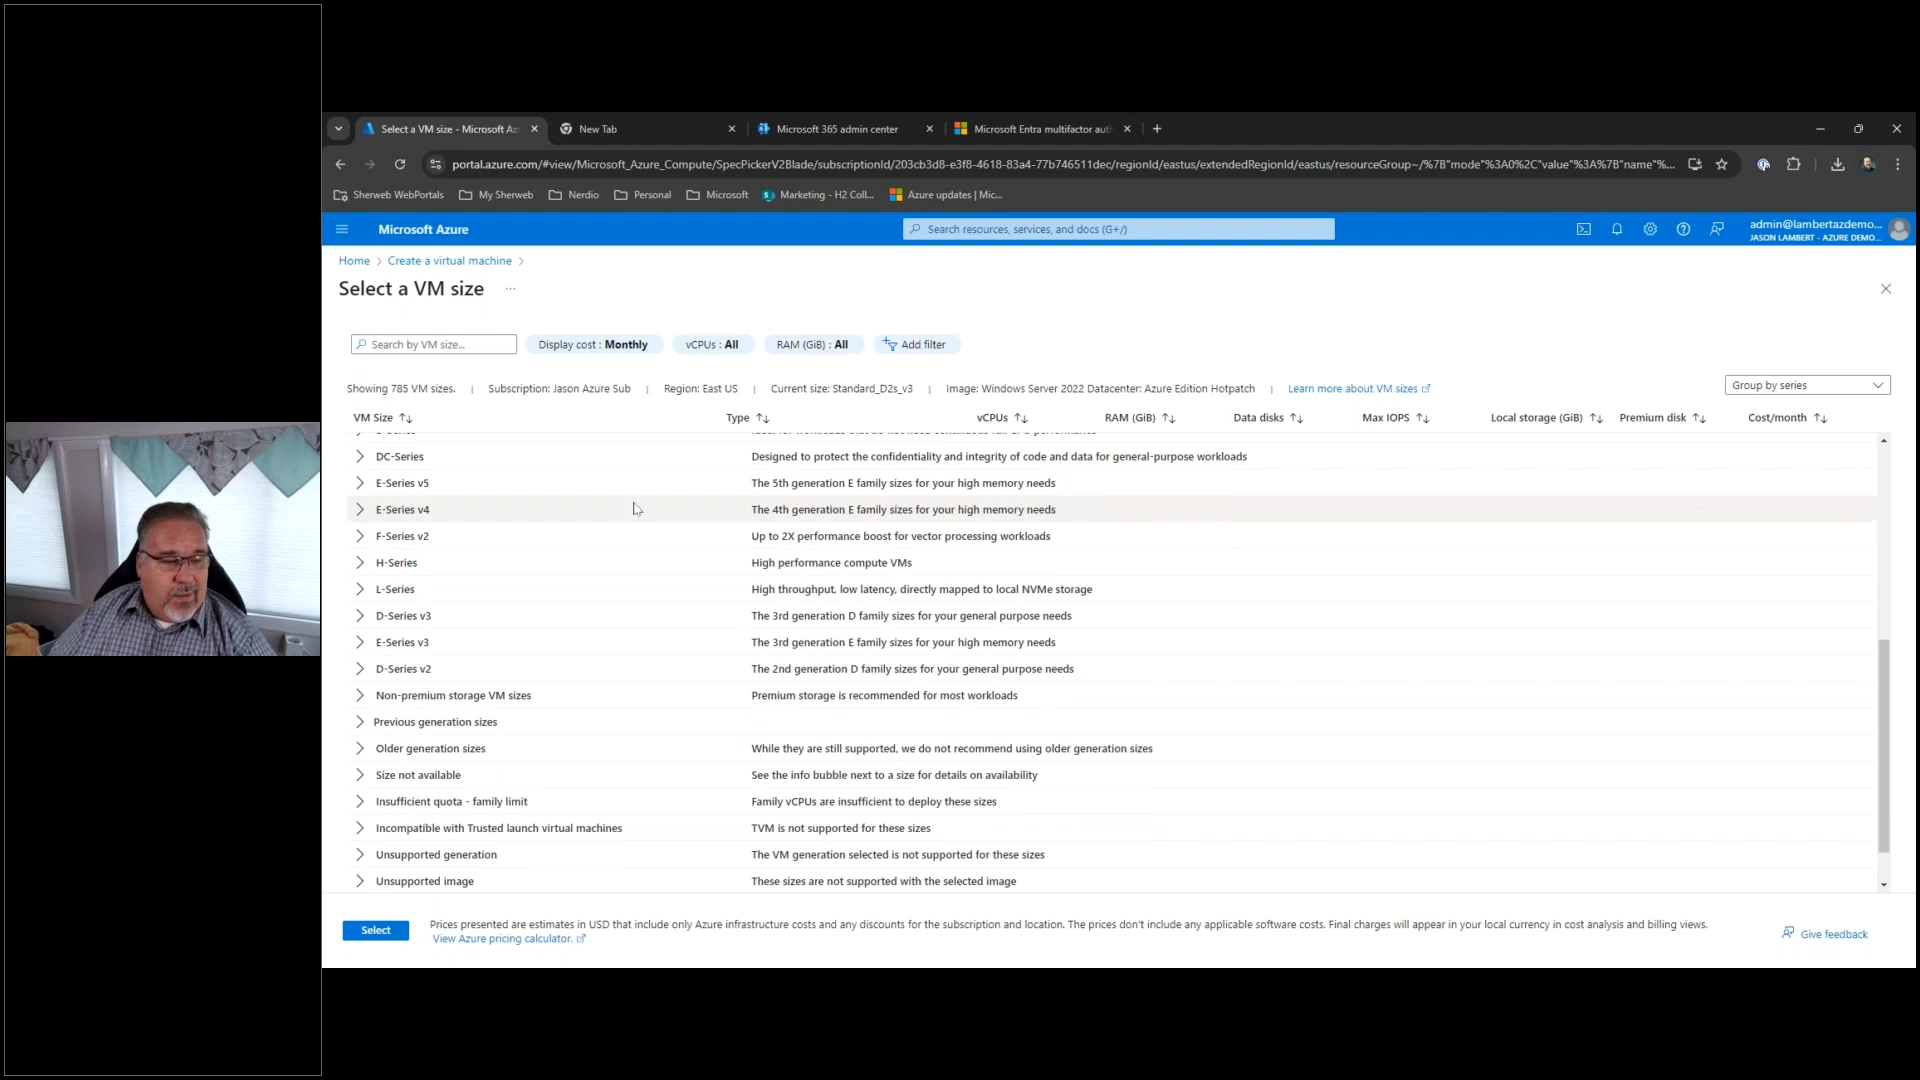 Select a VM size - Microsoft Az
New Tab
Microsoft 365 admin center
Microsoft Entra multifactor aut
portal.azure.com/#view/Microsoft_Azure_Compute/SpecPickerV2Blade/subscriptionId/203cb3d8-e3f8-4618-83a4-77b746511dec/regionId/eastus/extendedRegionId/eastus/resourceGroup~/%7B"mode"%3A0%2C"value"%3A%7B"name"%...
Sherweb WebPortals
My Sherweb
Nerdio
Personal
Microsoft
Marketing - H2 Coll...
Azure updates | Mic...
Microsoft Azure
Search resources, services, and docs (G+/)
admin@lambertazdemo...
JASON LAMBERT - AZURE DEMO...
Home > Create a virtual machine >
Select a VM size ...
Search by VM size...
Display cost : Monthly
vCPUs : All
RAM (GiB) : All
Add filter
Showing 785 VM sizes. | Subscription: Jason Azure Sub | Region: East US | Current size: Standard_D2s_v3 | Image: Windows Server 2022 Datacenter: Azure Edition Hotpatch | Learn more about VM sizes
Group by series
VM Size Type vCPUs RAM (GiB) Data disks Max IOPS Local storage (GiB) Premium disk Cost/month
DC-Series Designed to protect the confidentiality and integrity of code and data for general-purpose workloads
E-Series v5 The 5th generation E family sizes for your high memory needs
E-Series v4 The 4th generation E family sizes for your high memory needs
F-Series v2 Up to 2X performance boost for vector processing workloads
H-Series High performance compute VMs
L-Series High throughput, low latency, directly mapped to local NVMe storage
D-Series v3 The 3rd generation D family sizes for your general purpose needs
E-Series v3 The 3rd generation E family sizes for your high memory needs
D-Series v2 The 2nd generation D family sizes for your general purpose needs
Non-premium storage VM sizes Premium storage is recommended for most workloads
Previous generation sizes
Older generation sizes While they are still supported, we do not recommend using older generation sizes
Size not available See the info bubble next to a size for details on availability
Insufficient quota - family limit Family vCPUs are insufficient to deploy these sizes
Incompatible with Trusted launch virtual machines TVM is not supported for these sizes
Unsupported generation The VM generation selected is not supported for these sizes
Unsupported image These sizes are not supported with the selected image
Select
Prices presented are estimates in USD that include only Azure infrastructure costs and any discounts for the subscription and location. The prices don't include any applicable software costs. Final charges will appear in your local currency in cost analysis and billing views.
View Azure pricing calculator.
Give feedback